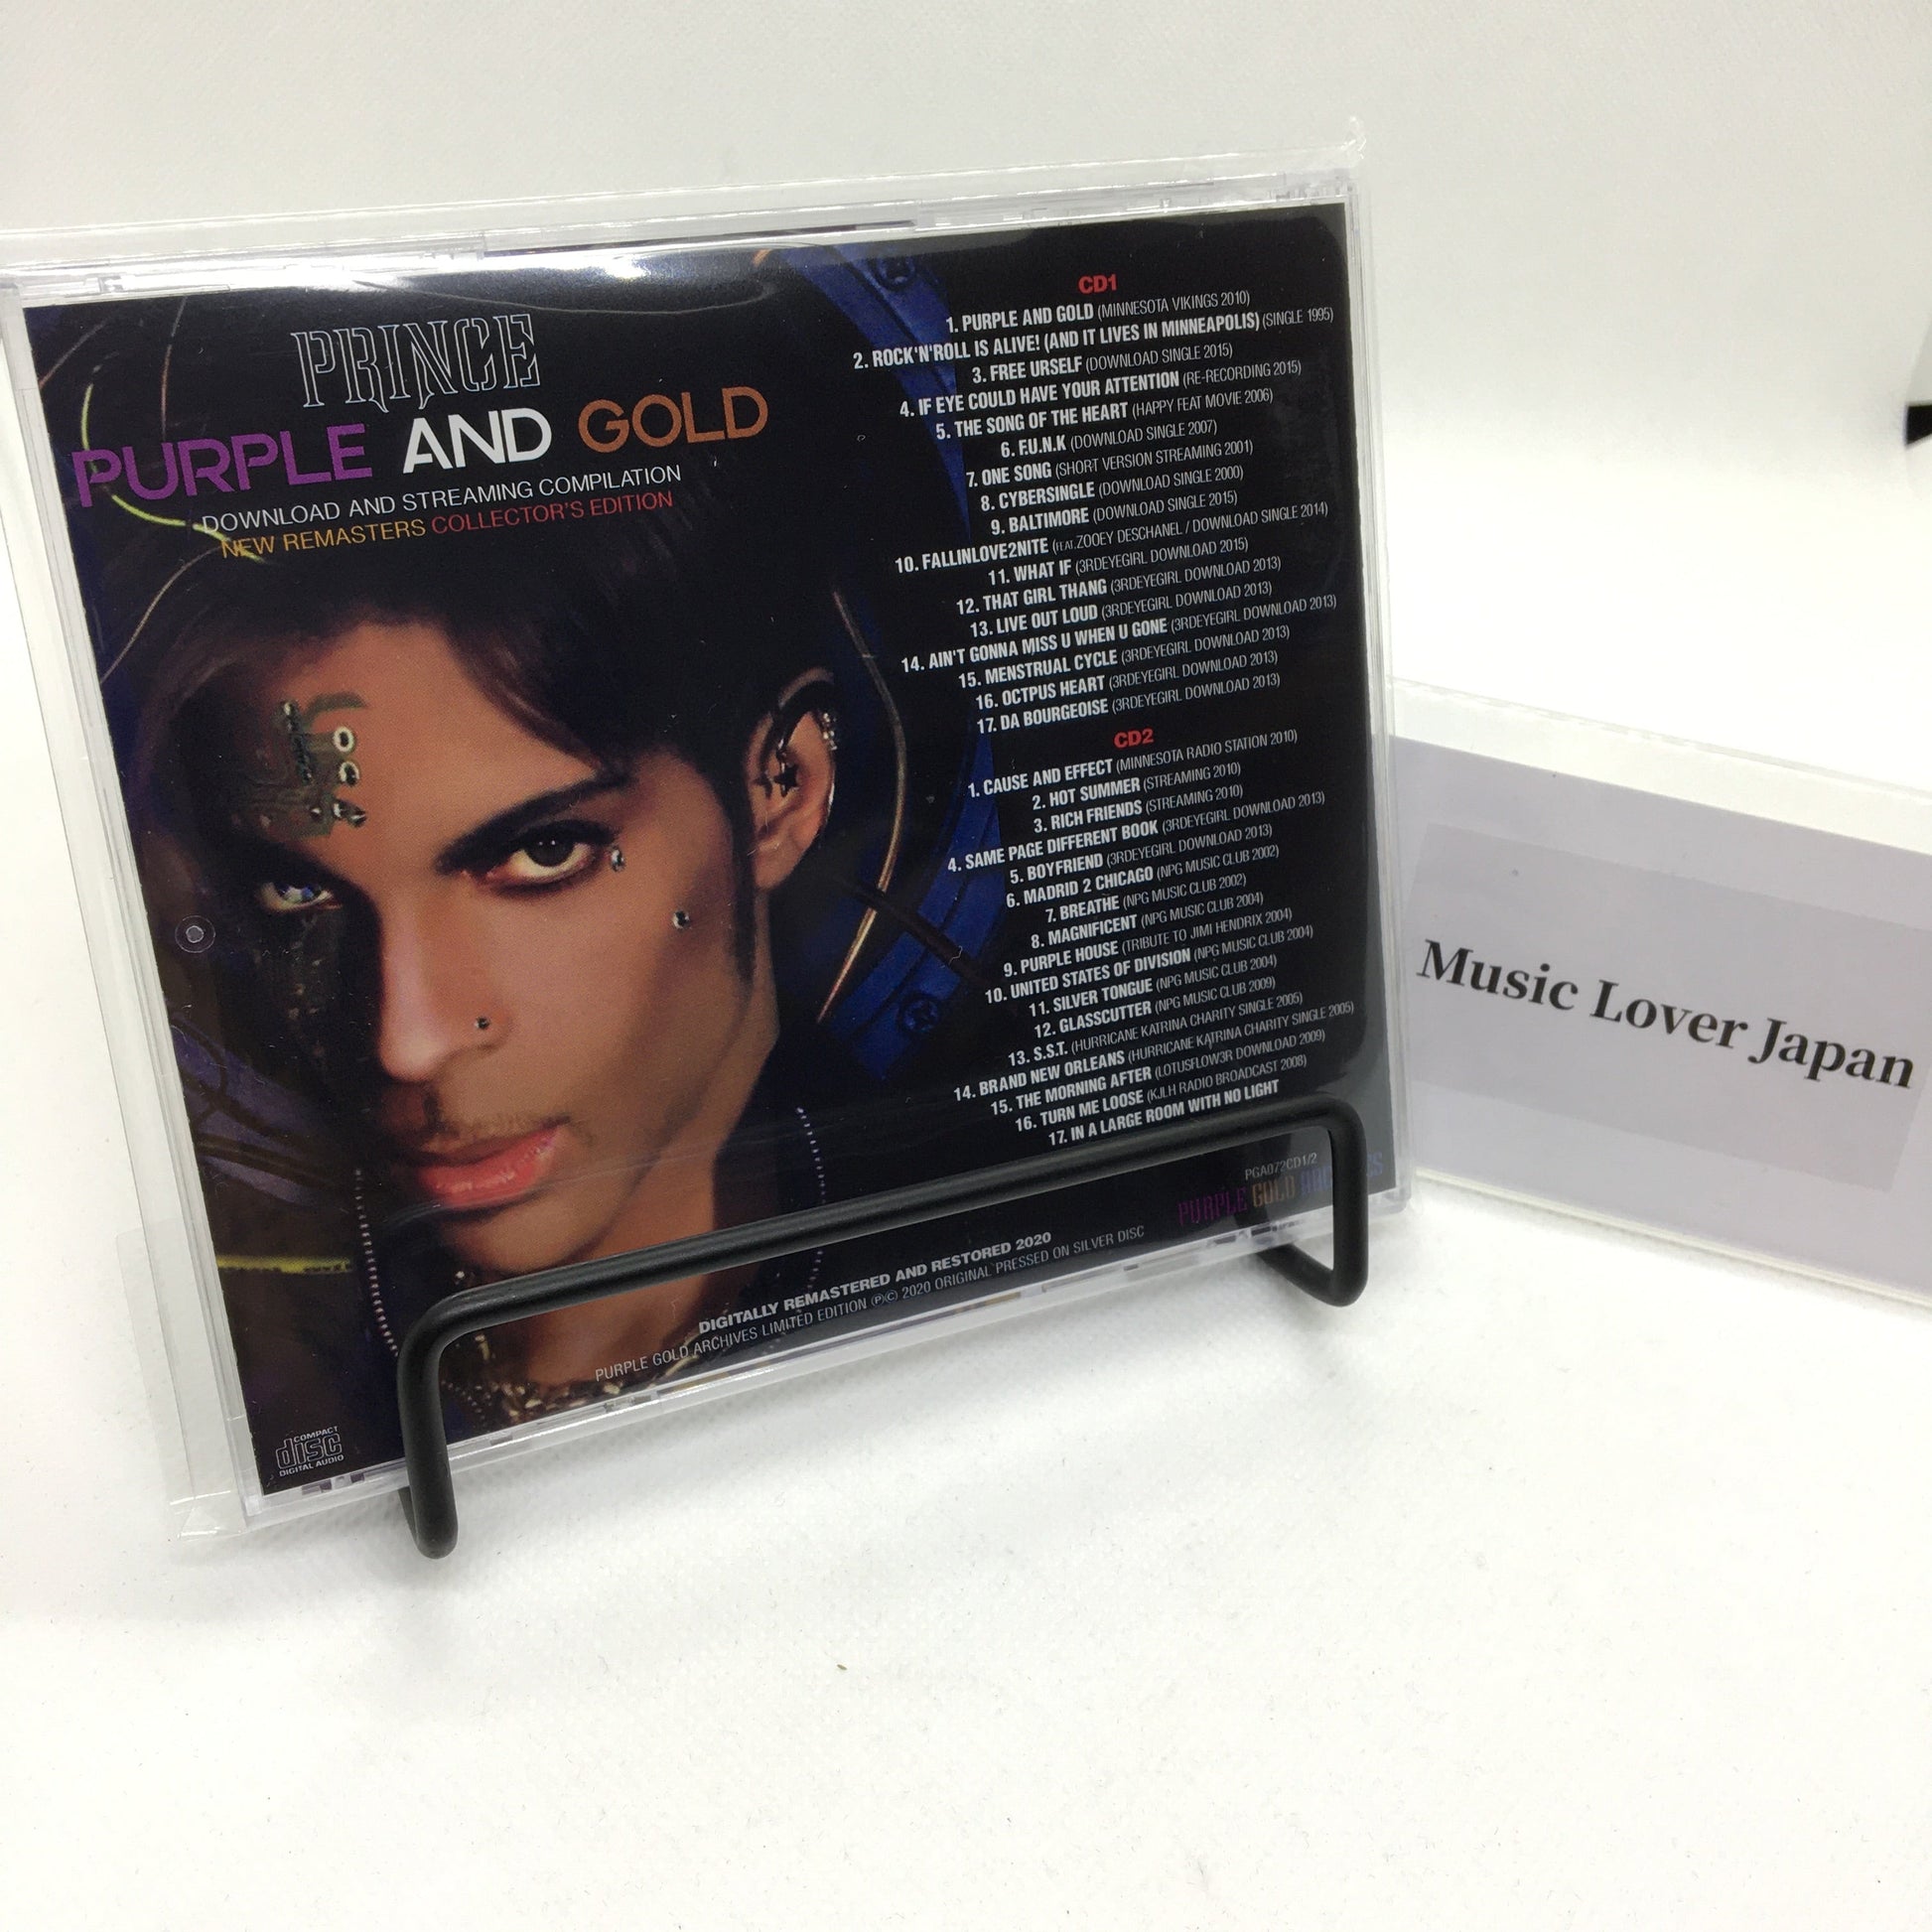 PRINCE
PURPLE AND GOLD
DOWNLOAD AND STREAMING COMPILATION
NEW REMASTERS COLLECTOR'S EDITION
CD1
1. PURPLE AND GOLD (MINNESOTA VIKINGS 2010)
2. ROCK'N'ROLL IS ALIVE! (AND IT LIVES IN MINNEAPOLIS) (SINGLE 1995)
3. FREE URSELF (DOWNLOAD SINGLE 2015)
4. IF EYE COULD HAVE YOUR ATTENTION (RE-RECORDING 2015)
5. THE SONG OF THE HEART (HAPPY FEAT MOVIE 2006)
6. F.U.N.K (DOWNLOAD SINGLE 2007)
7. ONE SONG (SHORT VERSION STREAMING 2001)
8. CYBERSINGLE (DOWNLOAD SINGLE 2000)
9. BALTIMORE (DOWNLOAD SINGLE 2015)
10. FALLINLOVE2NITE (FEAT.ZOOEY DESCHANEL / DOWNLOAD SINGLE 2014)
11. WHAT IF (3RDEYEGIRL DOWNLOAD 2015)
12. THAT GIRL THANG (3RDEYEGIRL DOWNLOAD 2013)
13. LIVE OUT LOUD (3RDEYEGIRL DOWNLOAD 2013)
14. AIN'T GONNA MISS U WHEN U GONE (3RDEYEGIRL DOWNLOAD 2013)
15. MENSTRUAL CYCLE (3RDEYEGIRL DOWNLOAD 2013)
16. OCTPUS HEART (3RDEYEGIRL DOWNLOAD 2013)
17. DA BOURGEOISE (3RDEYEGIRL DOWNLOAD 2013)
CD2
1. CAUSE AND EFFECT (MINNESOTA RADIO STATION 2010)
2. HOT SUMMER (STREAMING 2010)
3. RICH FRIENDS (STREAMING 2010)
4. SAME PAGE DIFFERENT BOOK (3RDEYEGIRL DOWNLOAD 2013)
5. BOYFRIEND (3RDEYEGIRL DOWNLOAD 2013)
6. MADRID 2 CHICAGO (NPG MUSIC CLUB 2002)
7. BREATHE (NPG MUSIC CLUB 2002)
8. MAGNIFICENT (NPG MUSIC CLUB 2004)
9. PURPLE HOUSE (TRIBUTE TO JIMI HENDRIX 2004)
10. UNITED STATES OF DIVISION (NPG MUSIC CLUB 2004)
11. SILVER TONGUE (NPG MUSIC CLUB 2004)
12. GLASSCUTTER (NPG MUSIC CLUB 2009)
13. S.S.T. (HURRICANE KATRINA CHARITY SINGLE 2005)
14. BRAND NEW ORLEANS (HURRICANE KATRINA CHARITY SINGLE 2005)
15. THE MORNING AFTER (LOTUSFLOW3R DOWNLOAD 2009)
16. TURN ME LOOSE (KJLH RADIO BROADCAST 2008)
17. IN A LARGE ROOM WITH NO LIGHT
PGA072CD1/2
PURPLE GOLD
DIGITALLY REMASTERED AND RESTORED 2020
PURPLE GOLD ARCHIVES LIMITED EDITION ℗© 2020 ORIGINAL PRESSED ON SILVER DISC
COMPACT
disc
DIGITAL AUDIO
Music Lover Japan